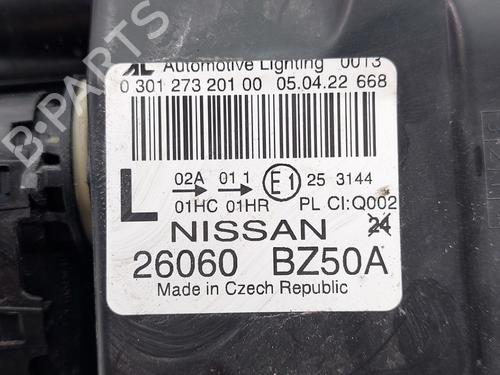 AL Automotive Lighting 0013
0 301 273 201 00 05.04.22 668
02A 01 1 E1 25 3144
L 01HC 01HR PL CI:Q002
24
NISSAN
26060 BZ50A
Made in Czech Republic
B-PARTS